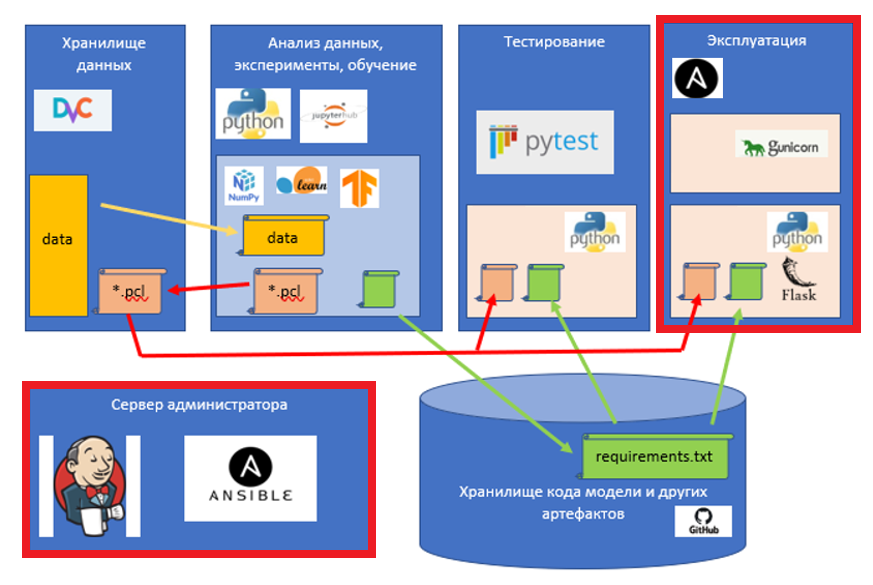 Хранилище
данных
DVC
data
*.pcl
Анализ данных,
эксперименты, обучение
python
jupyterhub
NumPy
learn
data
*.pcl
Тестирование
pytest
python
Эксплуатация
A
gunicorn
python
Flask
Сервер администратора
ANSIBLE
requirements.txt
Хранилище кода модели и других
артефактов
GitHub